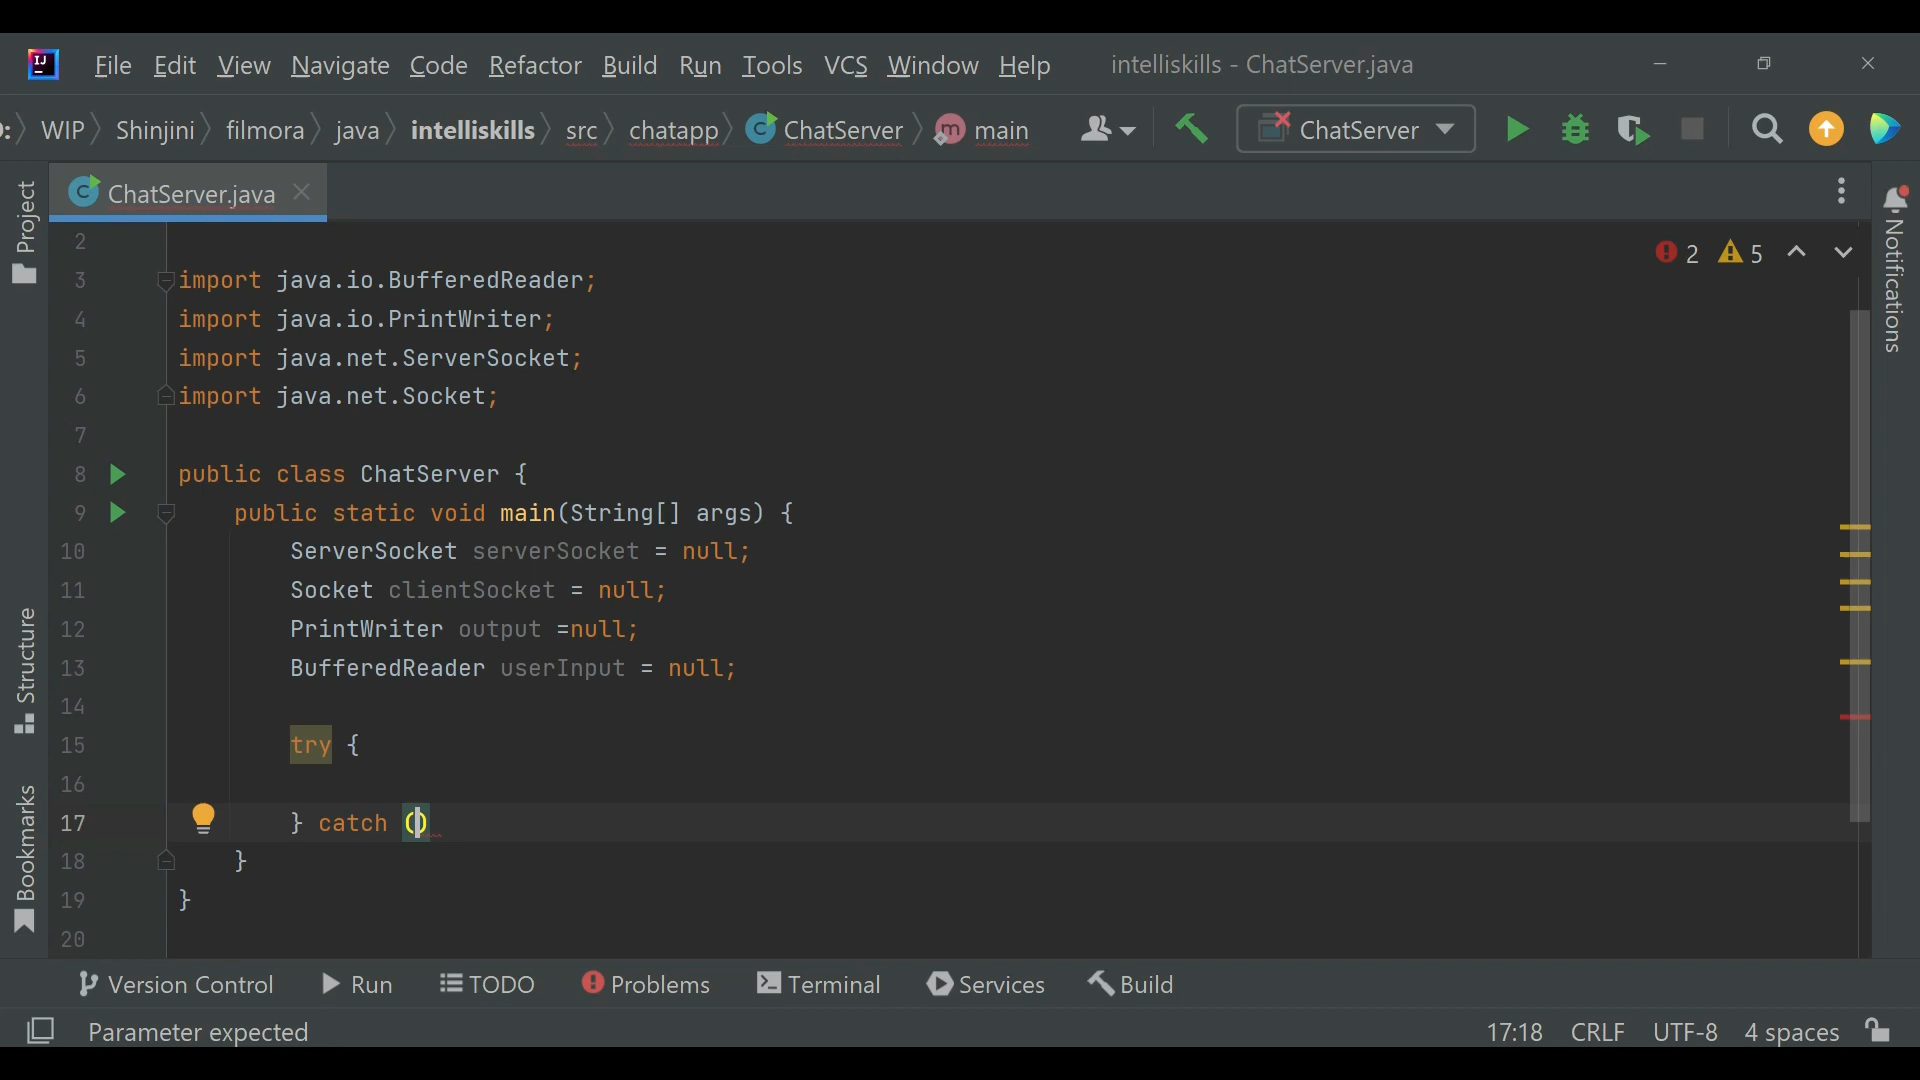 File Edit View Navigate Code Refactor Build Run Tools VCS Window Help intelliskills - ChatServer.java
WIP Shinjini filmora java intelliskills src chatapp ChatServer main ChatServer
ChatServer.java
Project
Structure
Bookmarks
Notifications
2 5
2
3 import java.io.BufferedReader;
4 import java.io.PrintWriter;
5 import java.net.ServerSocket;
6 import java.net.Socket;
7
8 public class ChatServer {
9 public static void main(String[] args) {
10 ServerSocket serverSocket = null;
11 Socket clientSocket = null;
12 PrintWriter output =null;
13 BufferedReader userInput = null;
14
15 try {
16
17 } catch ()
18 }
19 }
20
Version Control Run TODO Problems Terminal Services Build
Parameter expected 17:18 CRLF UTF-8 4 spaces